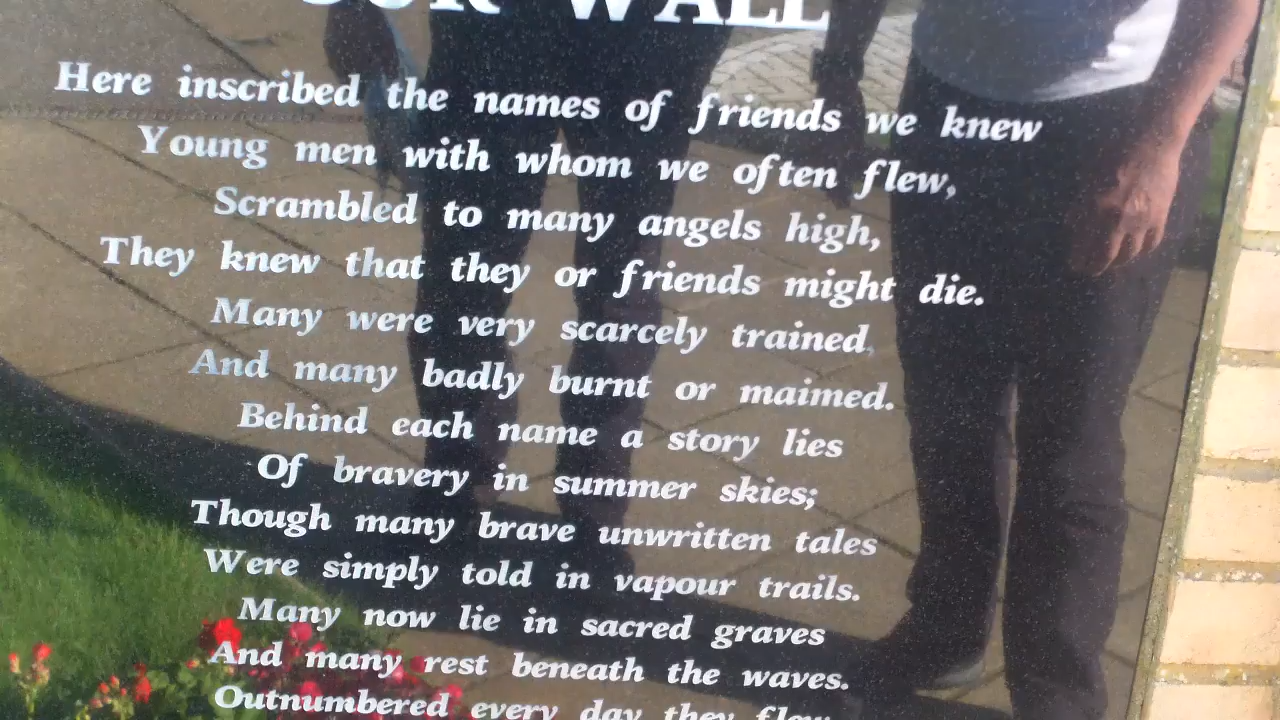 OUR WALL
Here inscribed the names of friends we knew
Young men with whom we often flew,
Scrambled to many angels high,
They knew that they or friends might die.
Many were very scarcely trained,
And many badly burnt or maimed.
Behind each name a story lies
Of bravery in summer skies;
Though many brave unwritten tales
Were simply told in vapour trails.
Many now lie in sacred graves
And many rest beneath the waves.
Outnumbered every day they flew